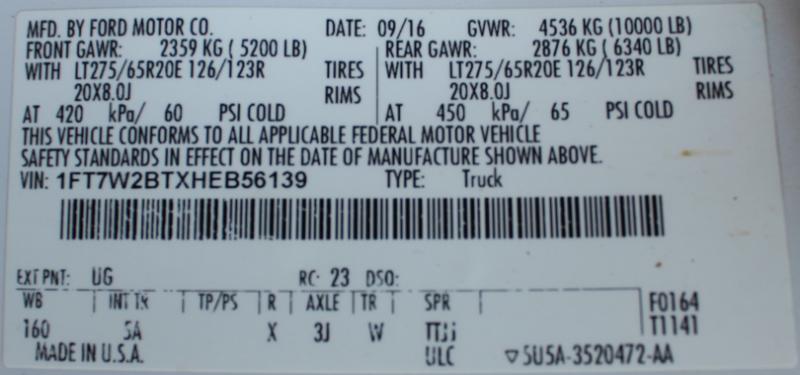 MFD. BY FORD MOTOR CO. DATE: 09/16 GVWR: 4536 KG (10000 LB)
FRONT GAWR: 2359 KG ( 5200 LB) REAR GAWR: 2876 KG ( 6340 LB)
WITH LT275/65R20E 126/123R TIRES WITH LT275/65R20E 126/123R TIRES
20X8.0J RIMS 20X8.0J RIMS
AT 420 kPa/ 60 PSI COLD AT 450 kPa/ 65 PSI COLD
THIS VEHICLE CONFORMS TO ALL APPLICABLE FEDERAL MOTOR VEHICLE
SAFETY STANDARDS IN EFFECT ON THE DATE OF MANUFACTURE SHOWN ABOVE.
VIN: 1FT7W2BTXHEB56139 TYPE: Truck
EXT PNT: UG RC: 23 DSO:
WB INT TR TP/PS R AXLE TR SPR F0164
160 5A X 3J W T1141
MADE IN U.S.A. ULC ▽5U5A-3520472-AA